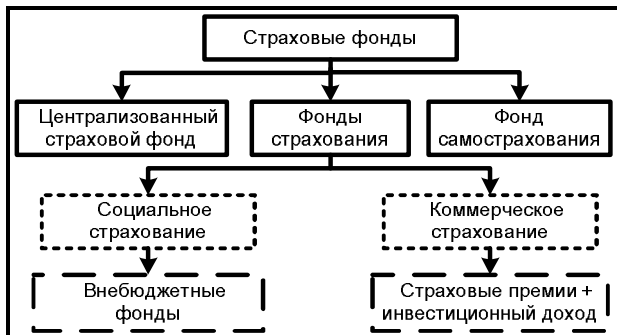 Страховые фонды
Централизованный
страховой фонд
Фонды
страхования
Фонд
самострахования
Социальное
страхование
Коммерческое
страхование
Внебюджетные
фонды
Страховые премии +
инвестиционный доход